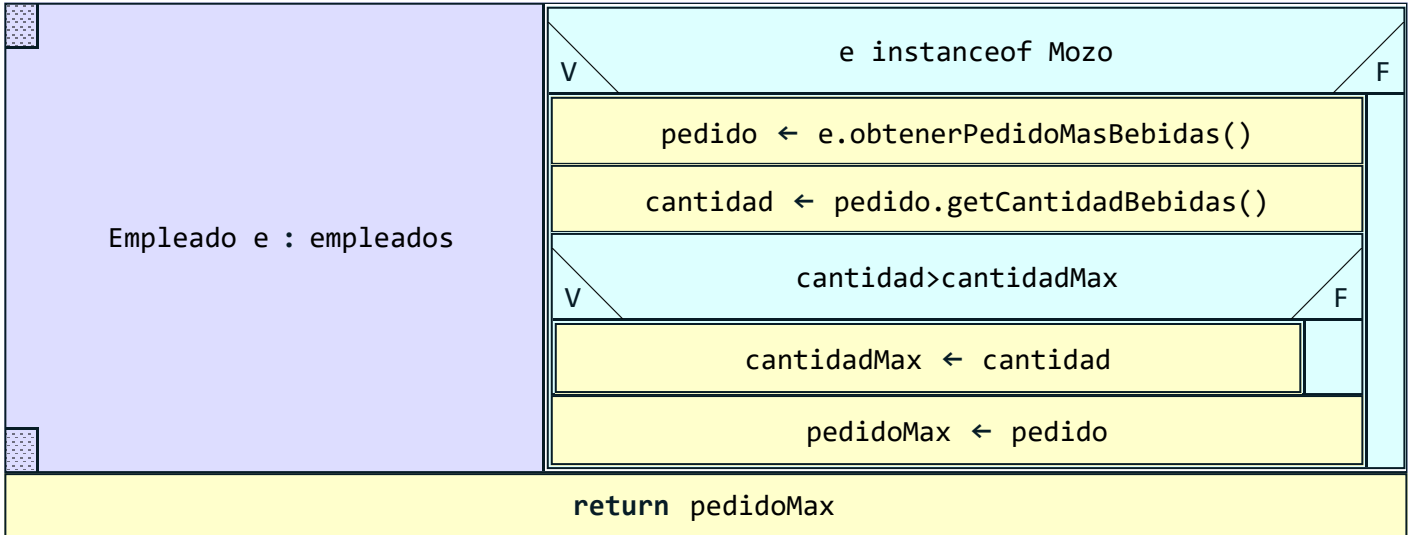 e instanceof Mozo
V
F
pedido ← e.obtenerPedidoMasBebidas()
cantidad ← pedido.getCantidadBebidas()
Empleado e : empleados
cantidad>cantidadMax
V
F
cantidadMax ← cantidad
pedidoMax ← pedido
return pedidoMax